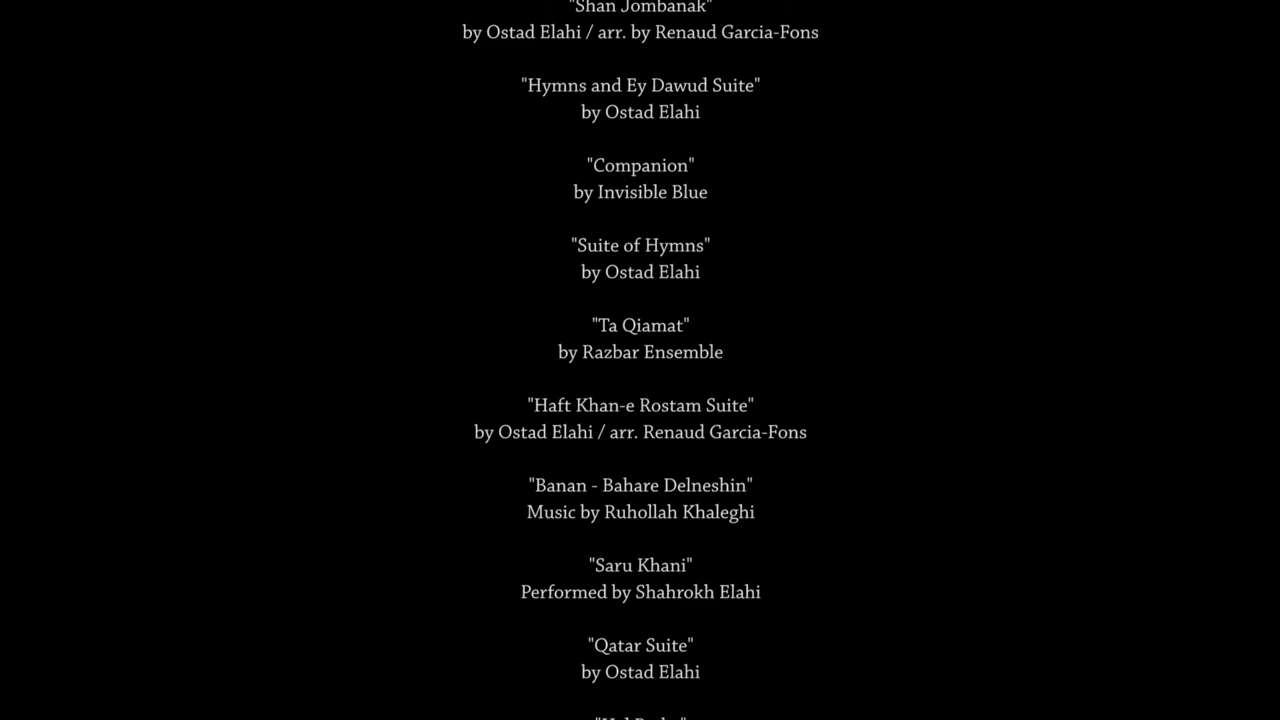 "Shan Jombanak"
by Ostad Elahi / arr. by Renaud Garcia-Fons
"Hymns and Ey Dawud Suite"
by Ostad Elahi
"Companion"
by Invisible Blue
"Suite of Hymns"
by Ostad Elahi
"Ta Qiamat"
by Razbar Ensemble
"Haft Khan-e Rostam Suite"
by Ostad Elahi / arr. Renaud Garcia-Fons
"Banan - Bahare Delneshin"
Music by Ruhollah Khaleghi
"Saru Khani"
Performed by Shahrokh Elahi
"Qatar Suite"
by Ostad Elahi